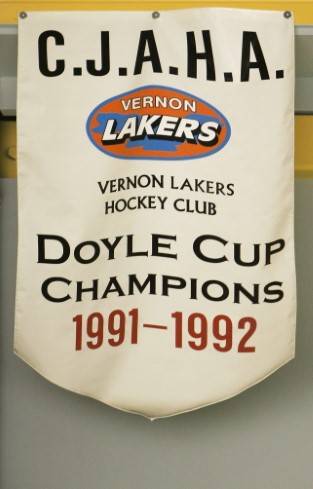 C.J.A.H.A.
VERNON
LAKERS
VERNON LAKERS
HOCKEY CLUB
DOYLE CUP
CHAMPIONS
1991-1992